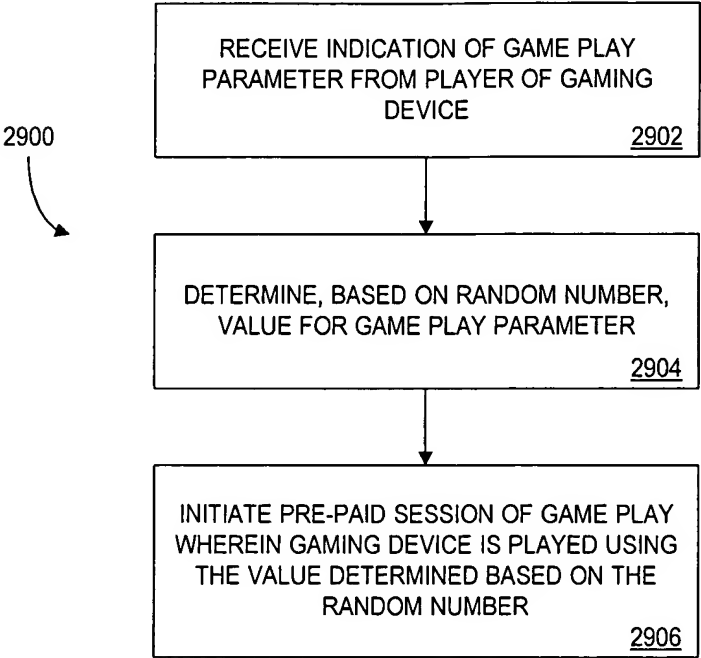 RECEIVE INDICATION OF GAME PLAY
PARAMETER FROM PLAYER OF GAMING
DEVICE
2902
2900
DETERMINE, BASED ON RANDOM NUMBER,
VALUE FOR GAME PLAY PARAMETER
2904
INITIATE PRE-PAID SESSION OF GAME PLAY
WHEREIN GAMING DEVICE IS PLAYED USING
THE VALUE DETERMINED BASED ON THE
RANDOM NUMBER
2906